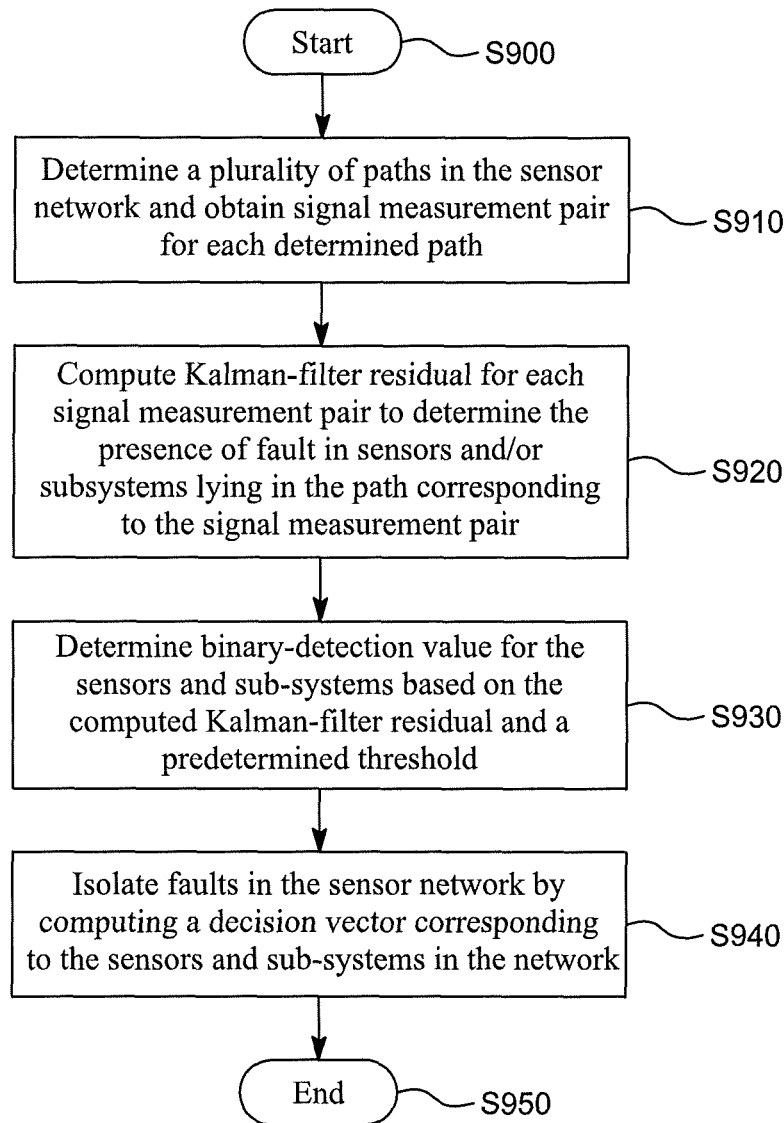 Start
S900
Determine a plurality of paths in the sensor
network and obtain signal measurement pair
for each determined path
S910
Compute Kalman-filter residual for each
signal measurement pair to determine the
presence of fault in sensors and/or
subsystems lying in the path corresponding
to the signal measurement pair
S920
Determine binary-detection value for the
sensors and sub-systems based on the
computed Kalman-filter residual and a
predetermined threshold
S930
Isolate faults in the sensor network by
computing a decision vector corresponding
to the sensors and sub-systems in the network
S940
End
S950